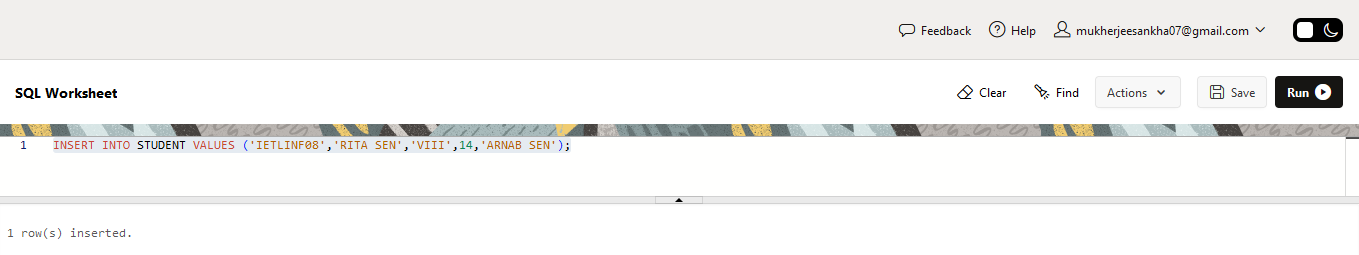 Feedback Help mukherjeesankha07@gmail.com
SQL Worksheet Clear Find Actions Save Run
1 INSERT INTO STUDENT VALUES ('IETLINF08','RITA SEN','VIII',14,'ARNAB SEN');
1 row(s) inserted.